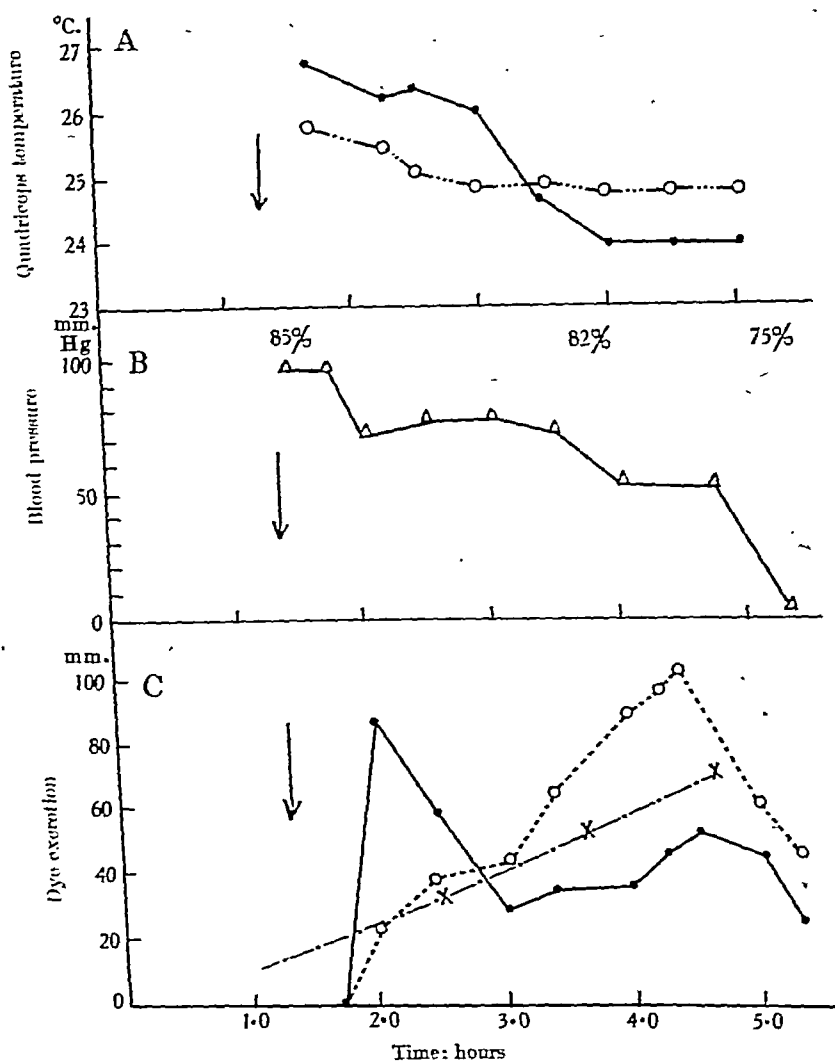 °C.
A
27
26
25
24
23
Quadriceps temperature
mm.
Hg
85%
82%
75%
B
100
50
0
Blood pressure
mm.
C
100
80
60
40
20
0
Dye excretion
1·0
2·0
3·0
4·0
5·0
Time: hours